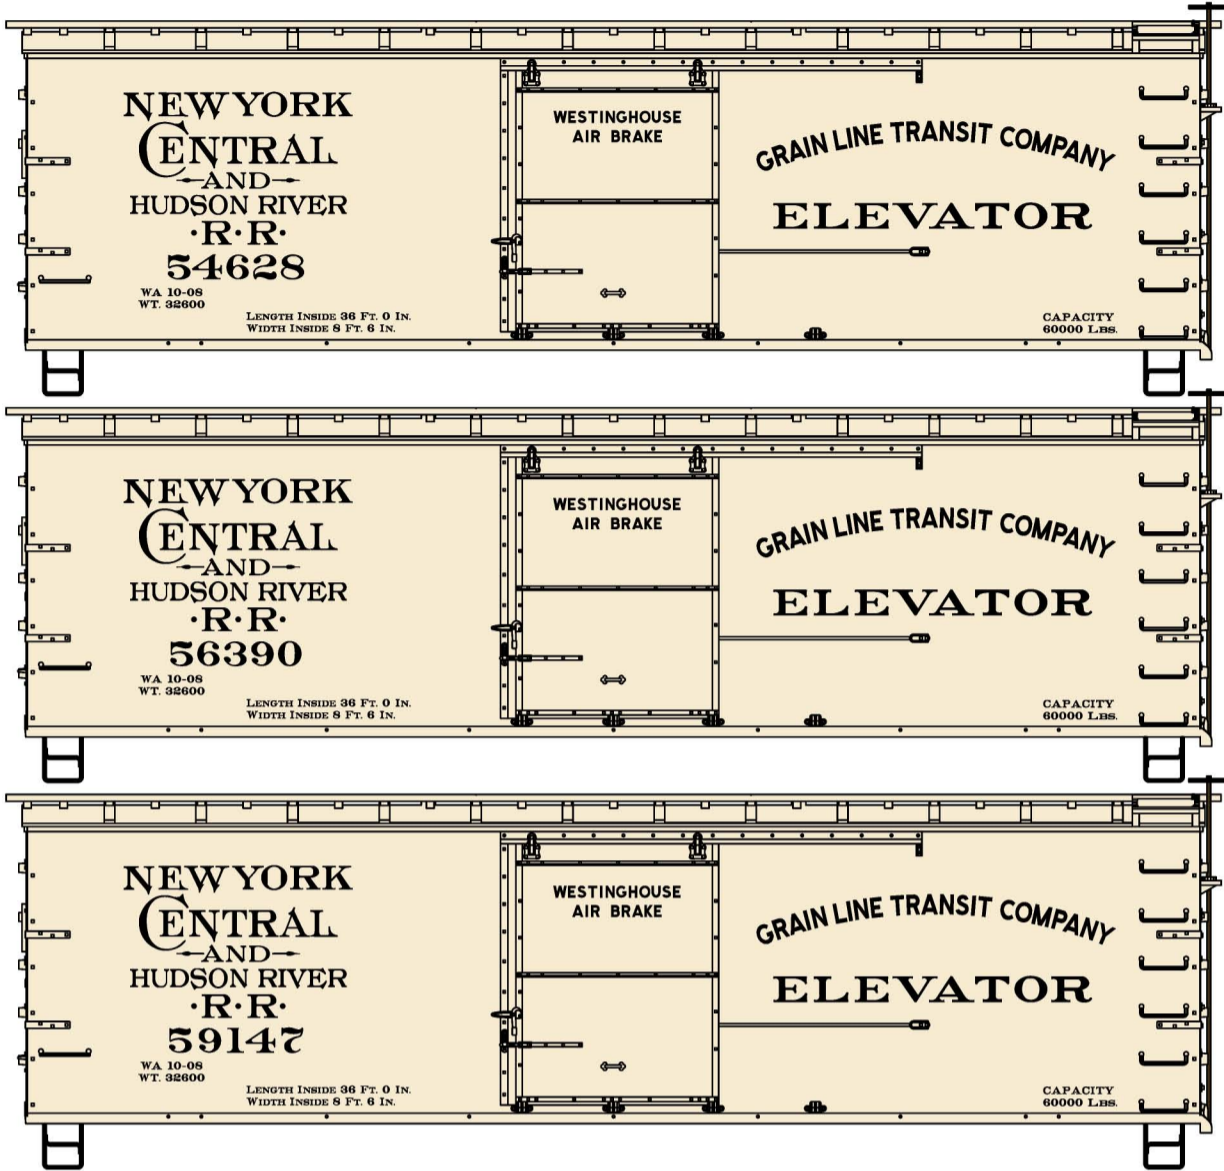 NEW YORK
CENTRAL
AND
HUDSON RIVER
·R·R·
54628
WA 10-08
WT. 32600
LENGTH INSIDE 36 FT. 0 IN.
WIDTH INSIDE 8 FT. 6 IN.
WESTINGHOUSE
AIR BRAKE
GRAIN LINE TRANSIT COMPANY
ELEVATOR
CAPACITY
60000 LBS.
NEW YORK
CENTRAL
AND
HUDSON RIVER
·R·R·
56390
WA 10-08
WT. 32600
LENGTH INSIDE 36 FT. 0 IN.
WIDTH INSIDE 8 FT. 6 IN.
WESTINGHOUSE
AIR BRAKE
GRAIN LINE TRANSIT COMPANY
ELEVATOR
CAPACITY
60000 LBS.
NEW YORK
CENTRAL
AND
HUDSON RIVER
·R·R·
59147
WA 10-08
WT. 32600
LENGTH INSIDE 36 FT. 0 IN.
WIDTH INSIDE 8 FT. 6 IN.
WESTINGHOUSE
AIR BRAKE
GRAIN LINE TRANSIT COMPANY
ELEVATOR
CAPACITY
60000 LBS.